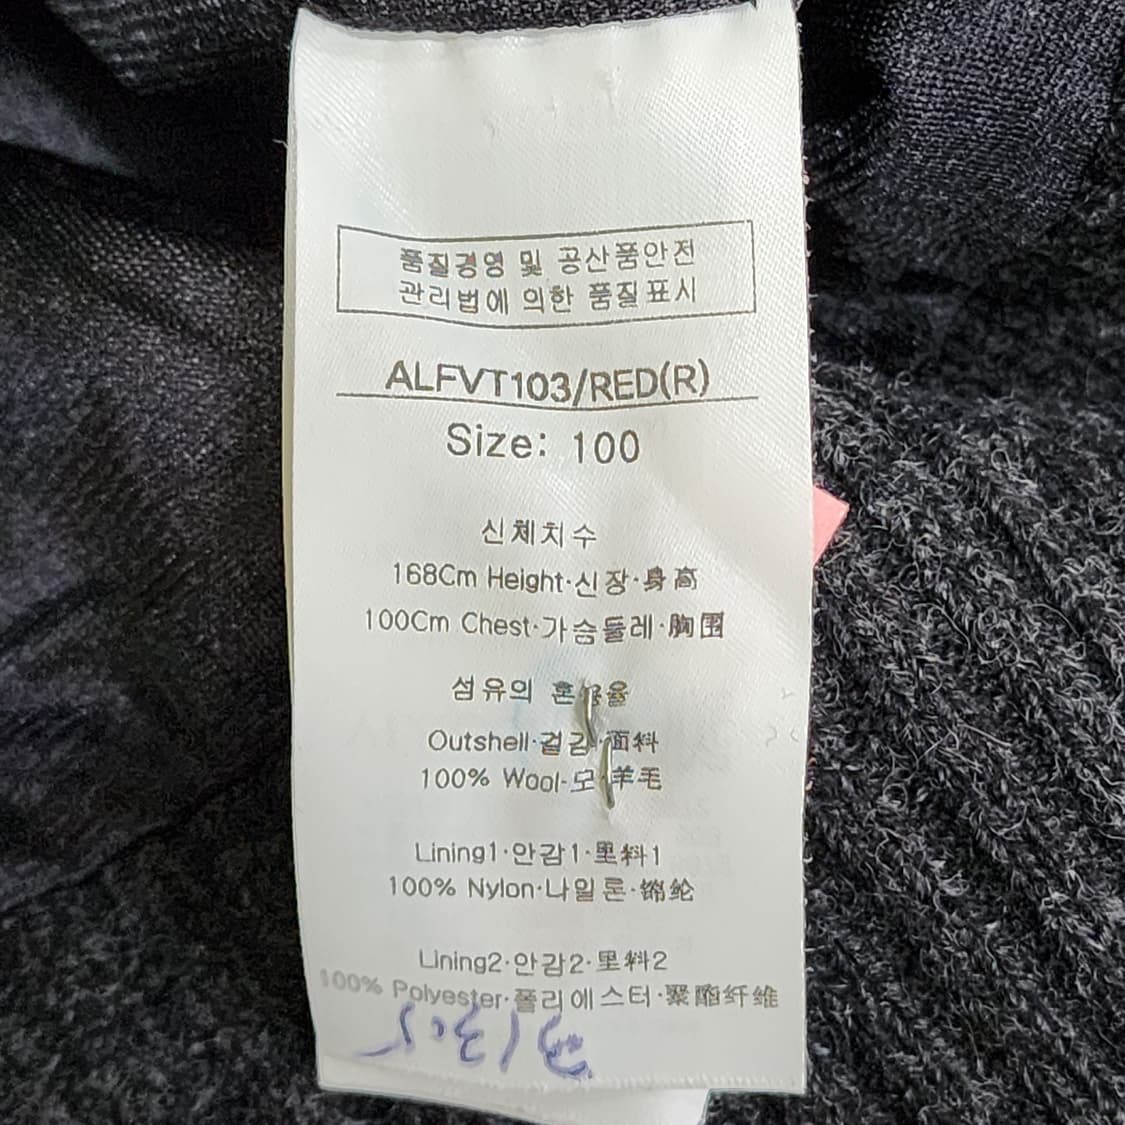 품질경영 및 공산품안전
관리법에 의한 품질표시
ALFVT103/RED(R)
Size: 100
신체치수
168Cm Height·신장·身高
100Cm Chest·가슴둘레·胸围
섬유의
Outshell·겉감·面料
100% Wool·모·羊毛
Lining1·안감1·里料1
100% Nylon·나일론·锦纶
Lining2·안감2·里料2
100% Polyester·폴리에스터·聚酯纤维